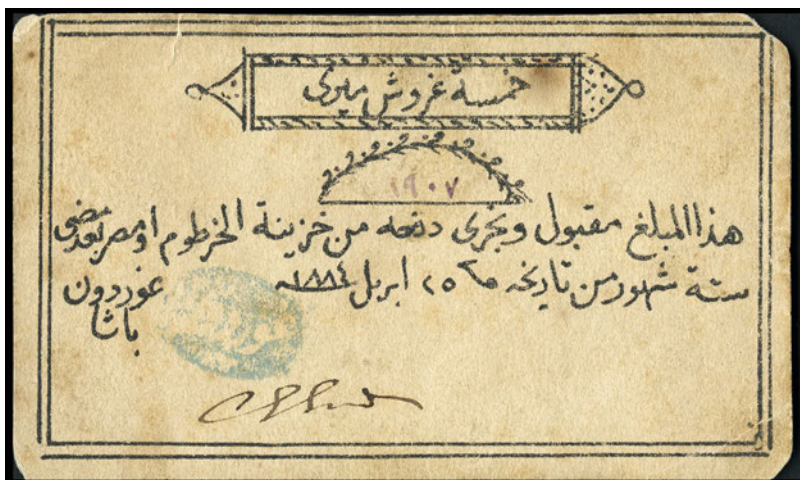 خمسة غروش ميرى
١٩٠٧
هذا المبلغ مقبول ويجرى دفعه من خزينة الخرطوم او مصر بعد مضى
ستة شهور من تاريخه ٢٥ ابريل ١٨٨٤
غوردون
باشا